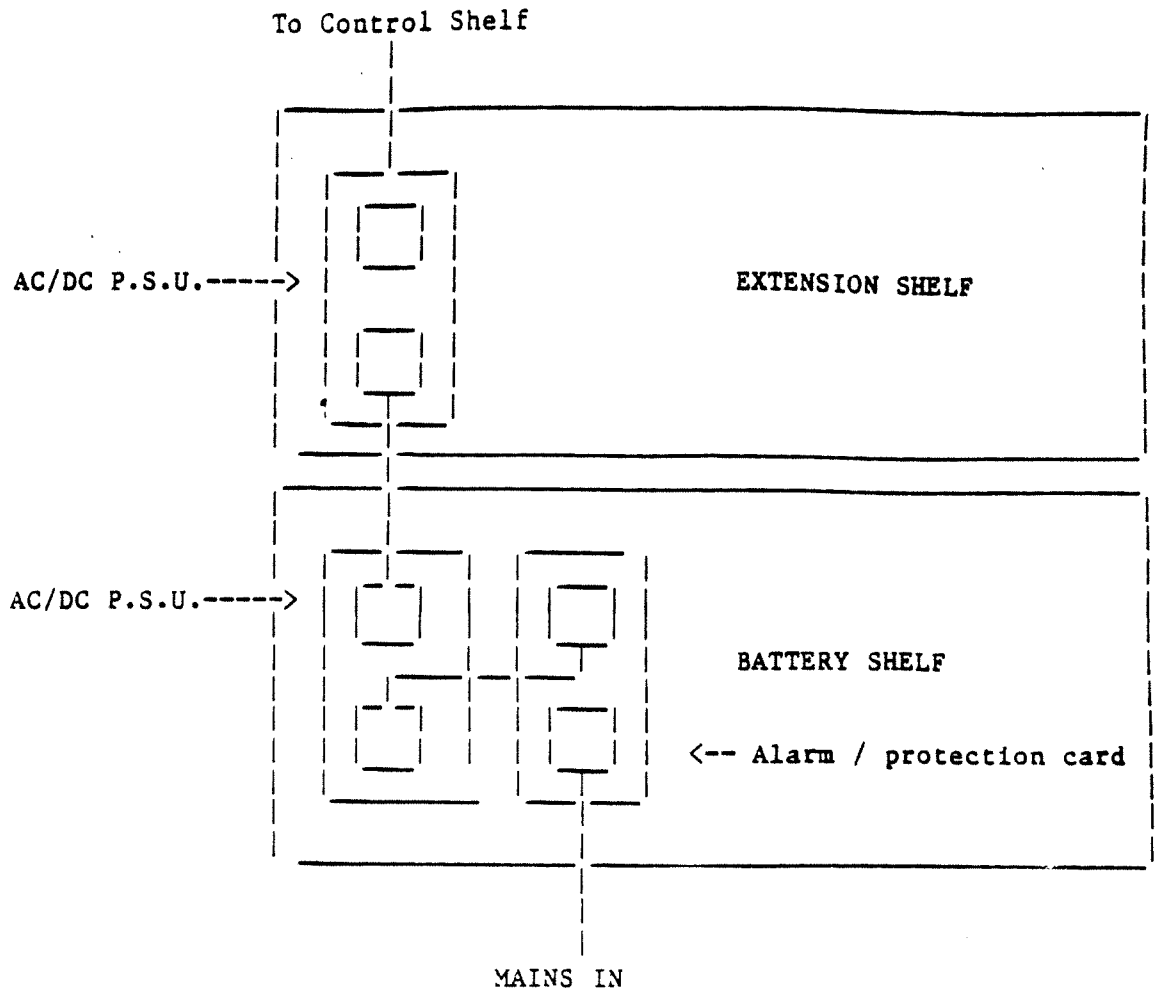 To Control Shelf
AC/DC P.S.U.----->
EXTENSION SHELF
AC/DC P.S.U.----->
BATTERY SHELF
<-- Alarm / protection card
MAINS IN